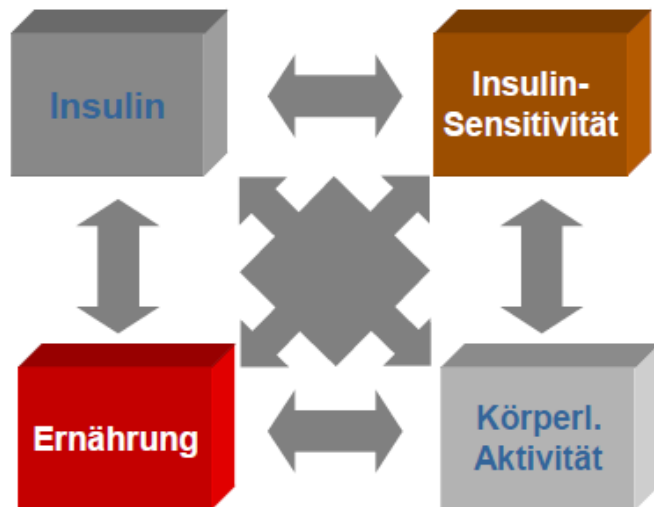 Insulin
Insulin-
Sensitivität
Ernährung
Körperl.
Aktivität